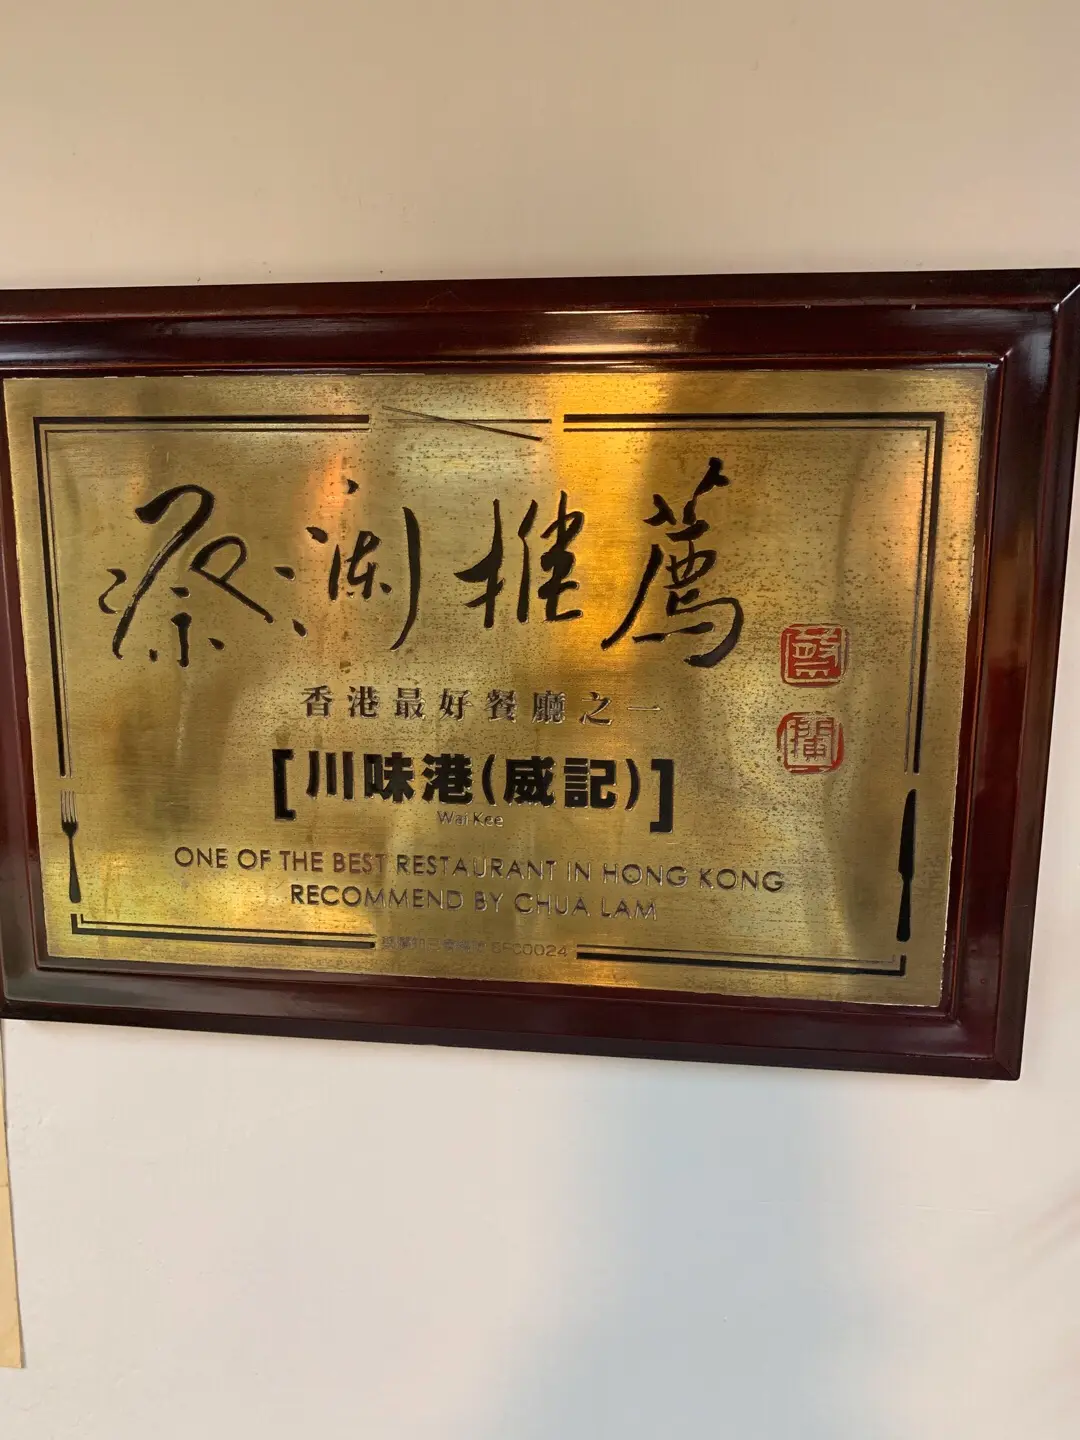 蔡瀾推薦
香港最好餐廳之一
[川味港(威記)]
Wai Kee
ONE OF THE BEST RESTAURANT IN HONG KONG
RECOMMEND BY CHUA LAM